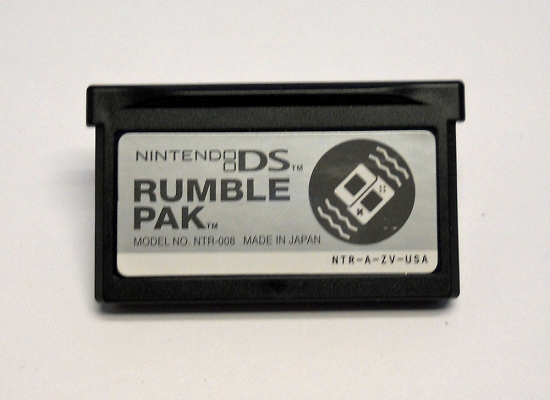 NINTENDO DS™
RUMBLE
PAK™
MODEL NO. NTR-008 MADE IN JAPAN
NTR-A-ZV-USA